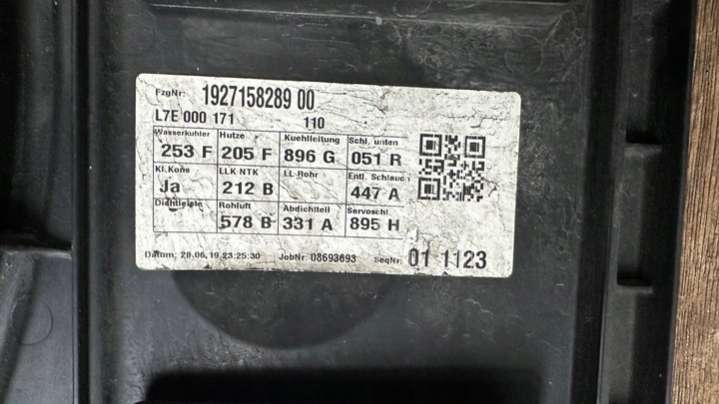 FzgNr: 1927158289 00
L7E 000 171 110
Wasserkuhler Hutze Kuehlleitung Schl. unten
253 F 205 F 896 G 051 R
Kl.Kons LLK NTK LL Rohr Entl. Schlauch
Ja 212 B 447 A
Dichtleiste Rohluft Abdichtteil Servoschl
578 B 331 A 895 H
Datum: 20.06.19 23:25:30 JobNr: 08693693 SeqNr: 01 1123